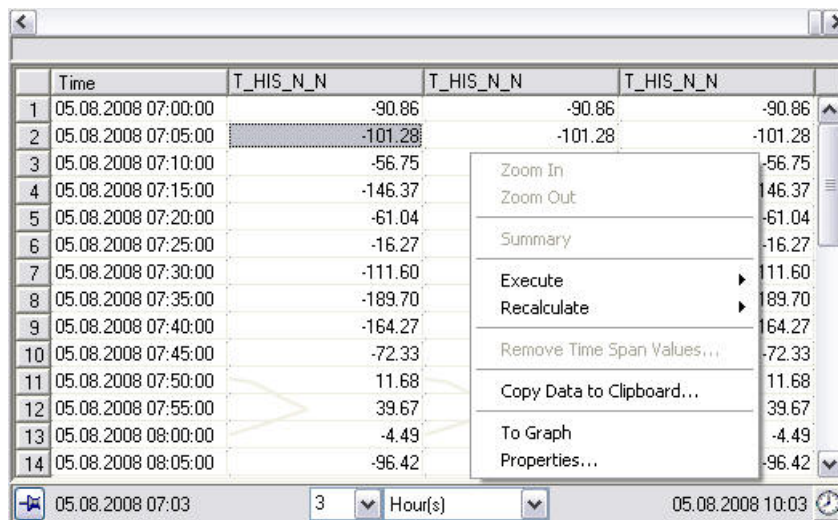 Time T_HIS_N_N T_HIS_N_N T_HIS_N_N
1 05.08.2008 07:00:00 -90.86 -90.86 -90.86
2 05.08.2008 07:05:00 -101.28 -101.28 -101.28
3 05.08.2008 07:10:00 -56.75 -56.75
4 05.08.2008 07:15:00 -146.37 146.37
5 05.08.2008 07:20:00 -61.04 -61.04
6 05.08.2008 07:25:00 -16.27 -16.27
7 05.08.2008 07:30:00 -111.60 111.60
8 05.08.2008 07:35:00 -189.70 189.70
9 05.08.2008 07:40:00 -164.27 164.27
10 05.08.2008 07:45:00 -72.33 -72.33
11 05.08.2008 07:50:00 11.68 11.68
12 05.08.2008 07:55:00 39.67 39.67
13 05.08.2008 08:00:00 -4.49 -4.49
14 05.08.2008 08:05:00 -96.42 -96.42
Zoom In
Zoom Out
Summary
Execute
Recalculate
Remove Time Span Values...
Copy Data to Clipboard...
To Graph
Properties...
05.08.2008 07:03 3 Hour(s) 05.08.2008 10:03